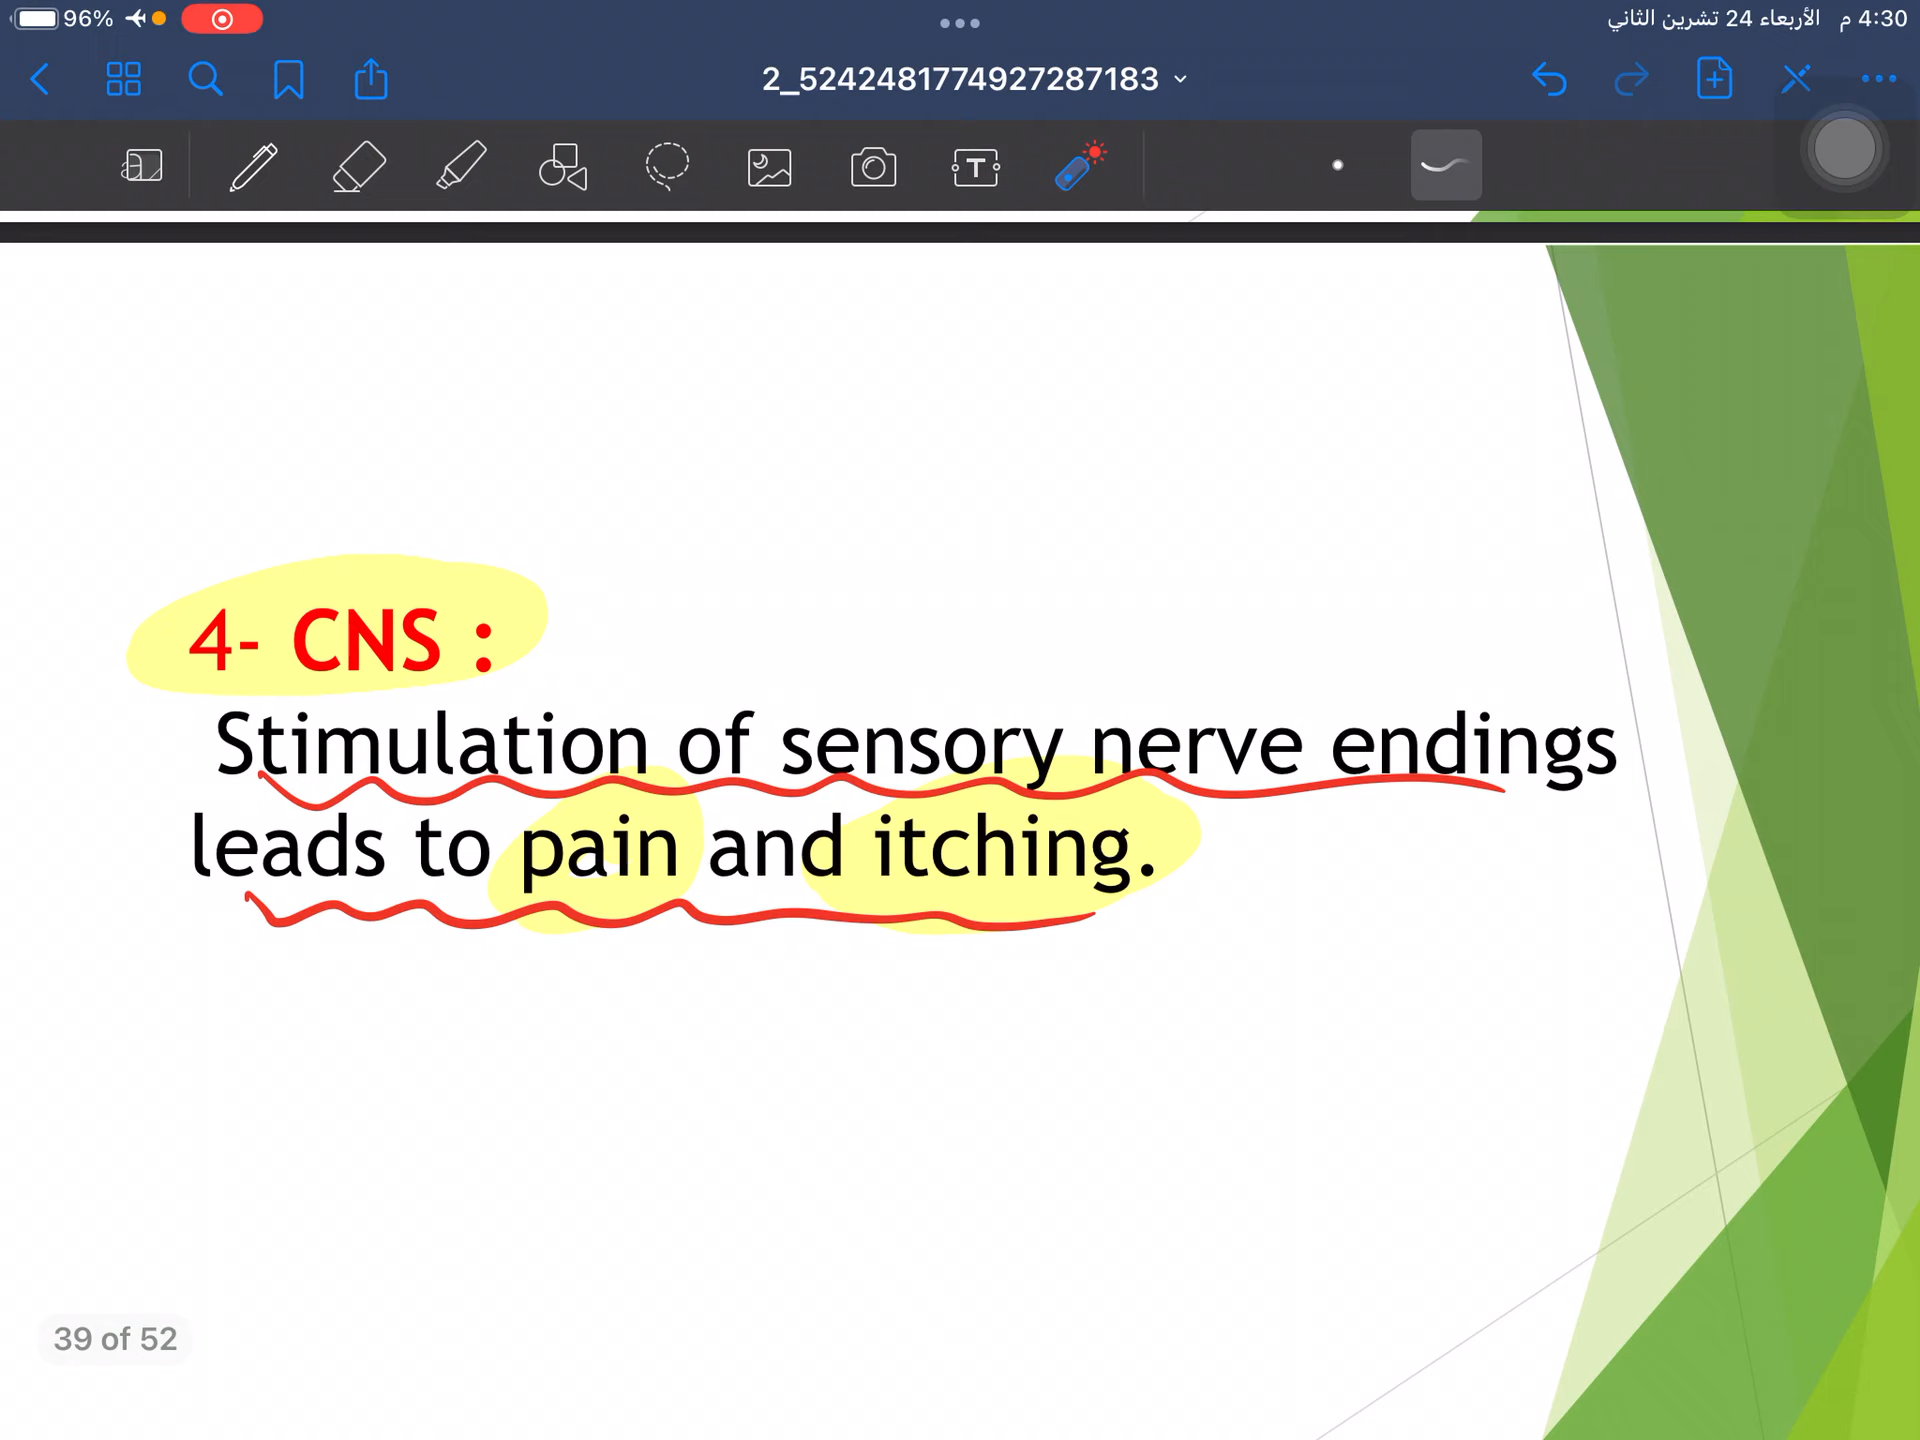 96%
4:30 م الأربعاء 24 تشرين الثاني
2_5242481774927287183
4- CNS :
Stimulation of sensory nerve endings
leads to pain and itching.
39 of 52